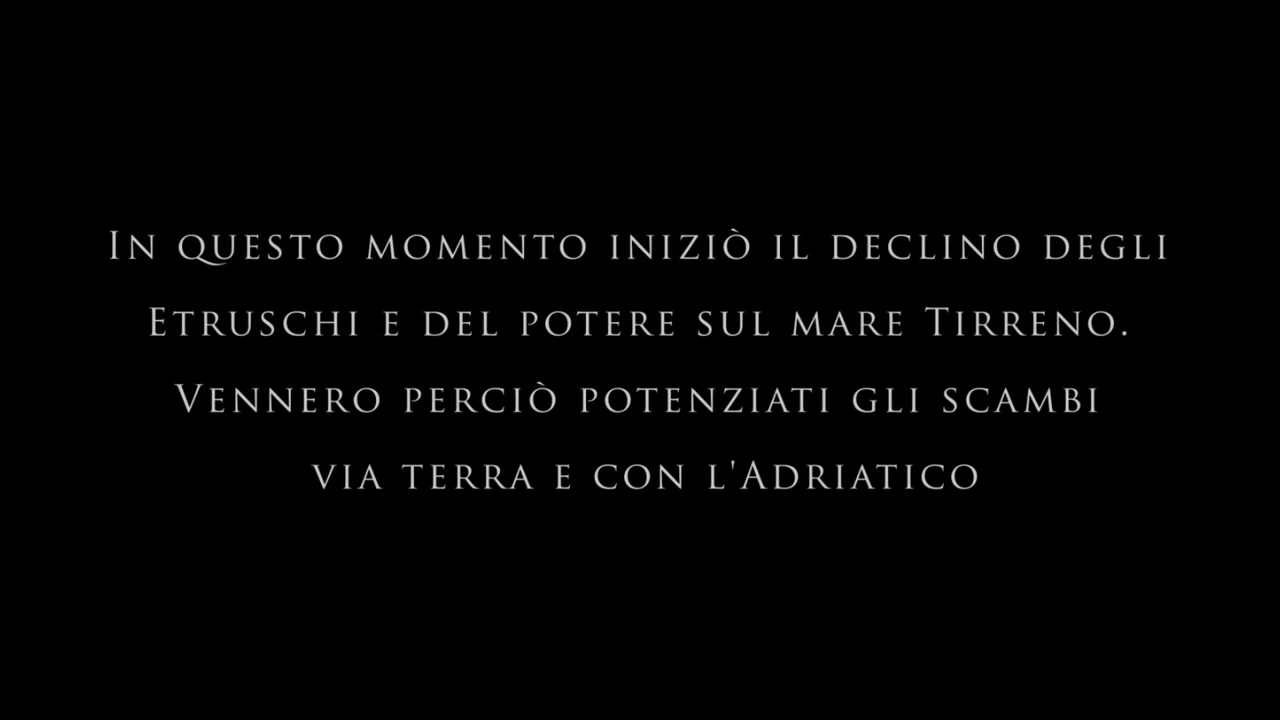 In questo momento iniziò il declino degli
Etruschi e del potere sul mare Tirreno.
Vennero perciò potenziati gli scambi
via terra e con l'Adriatico